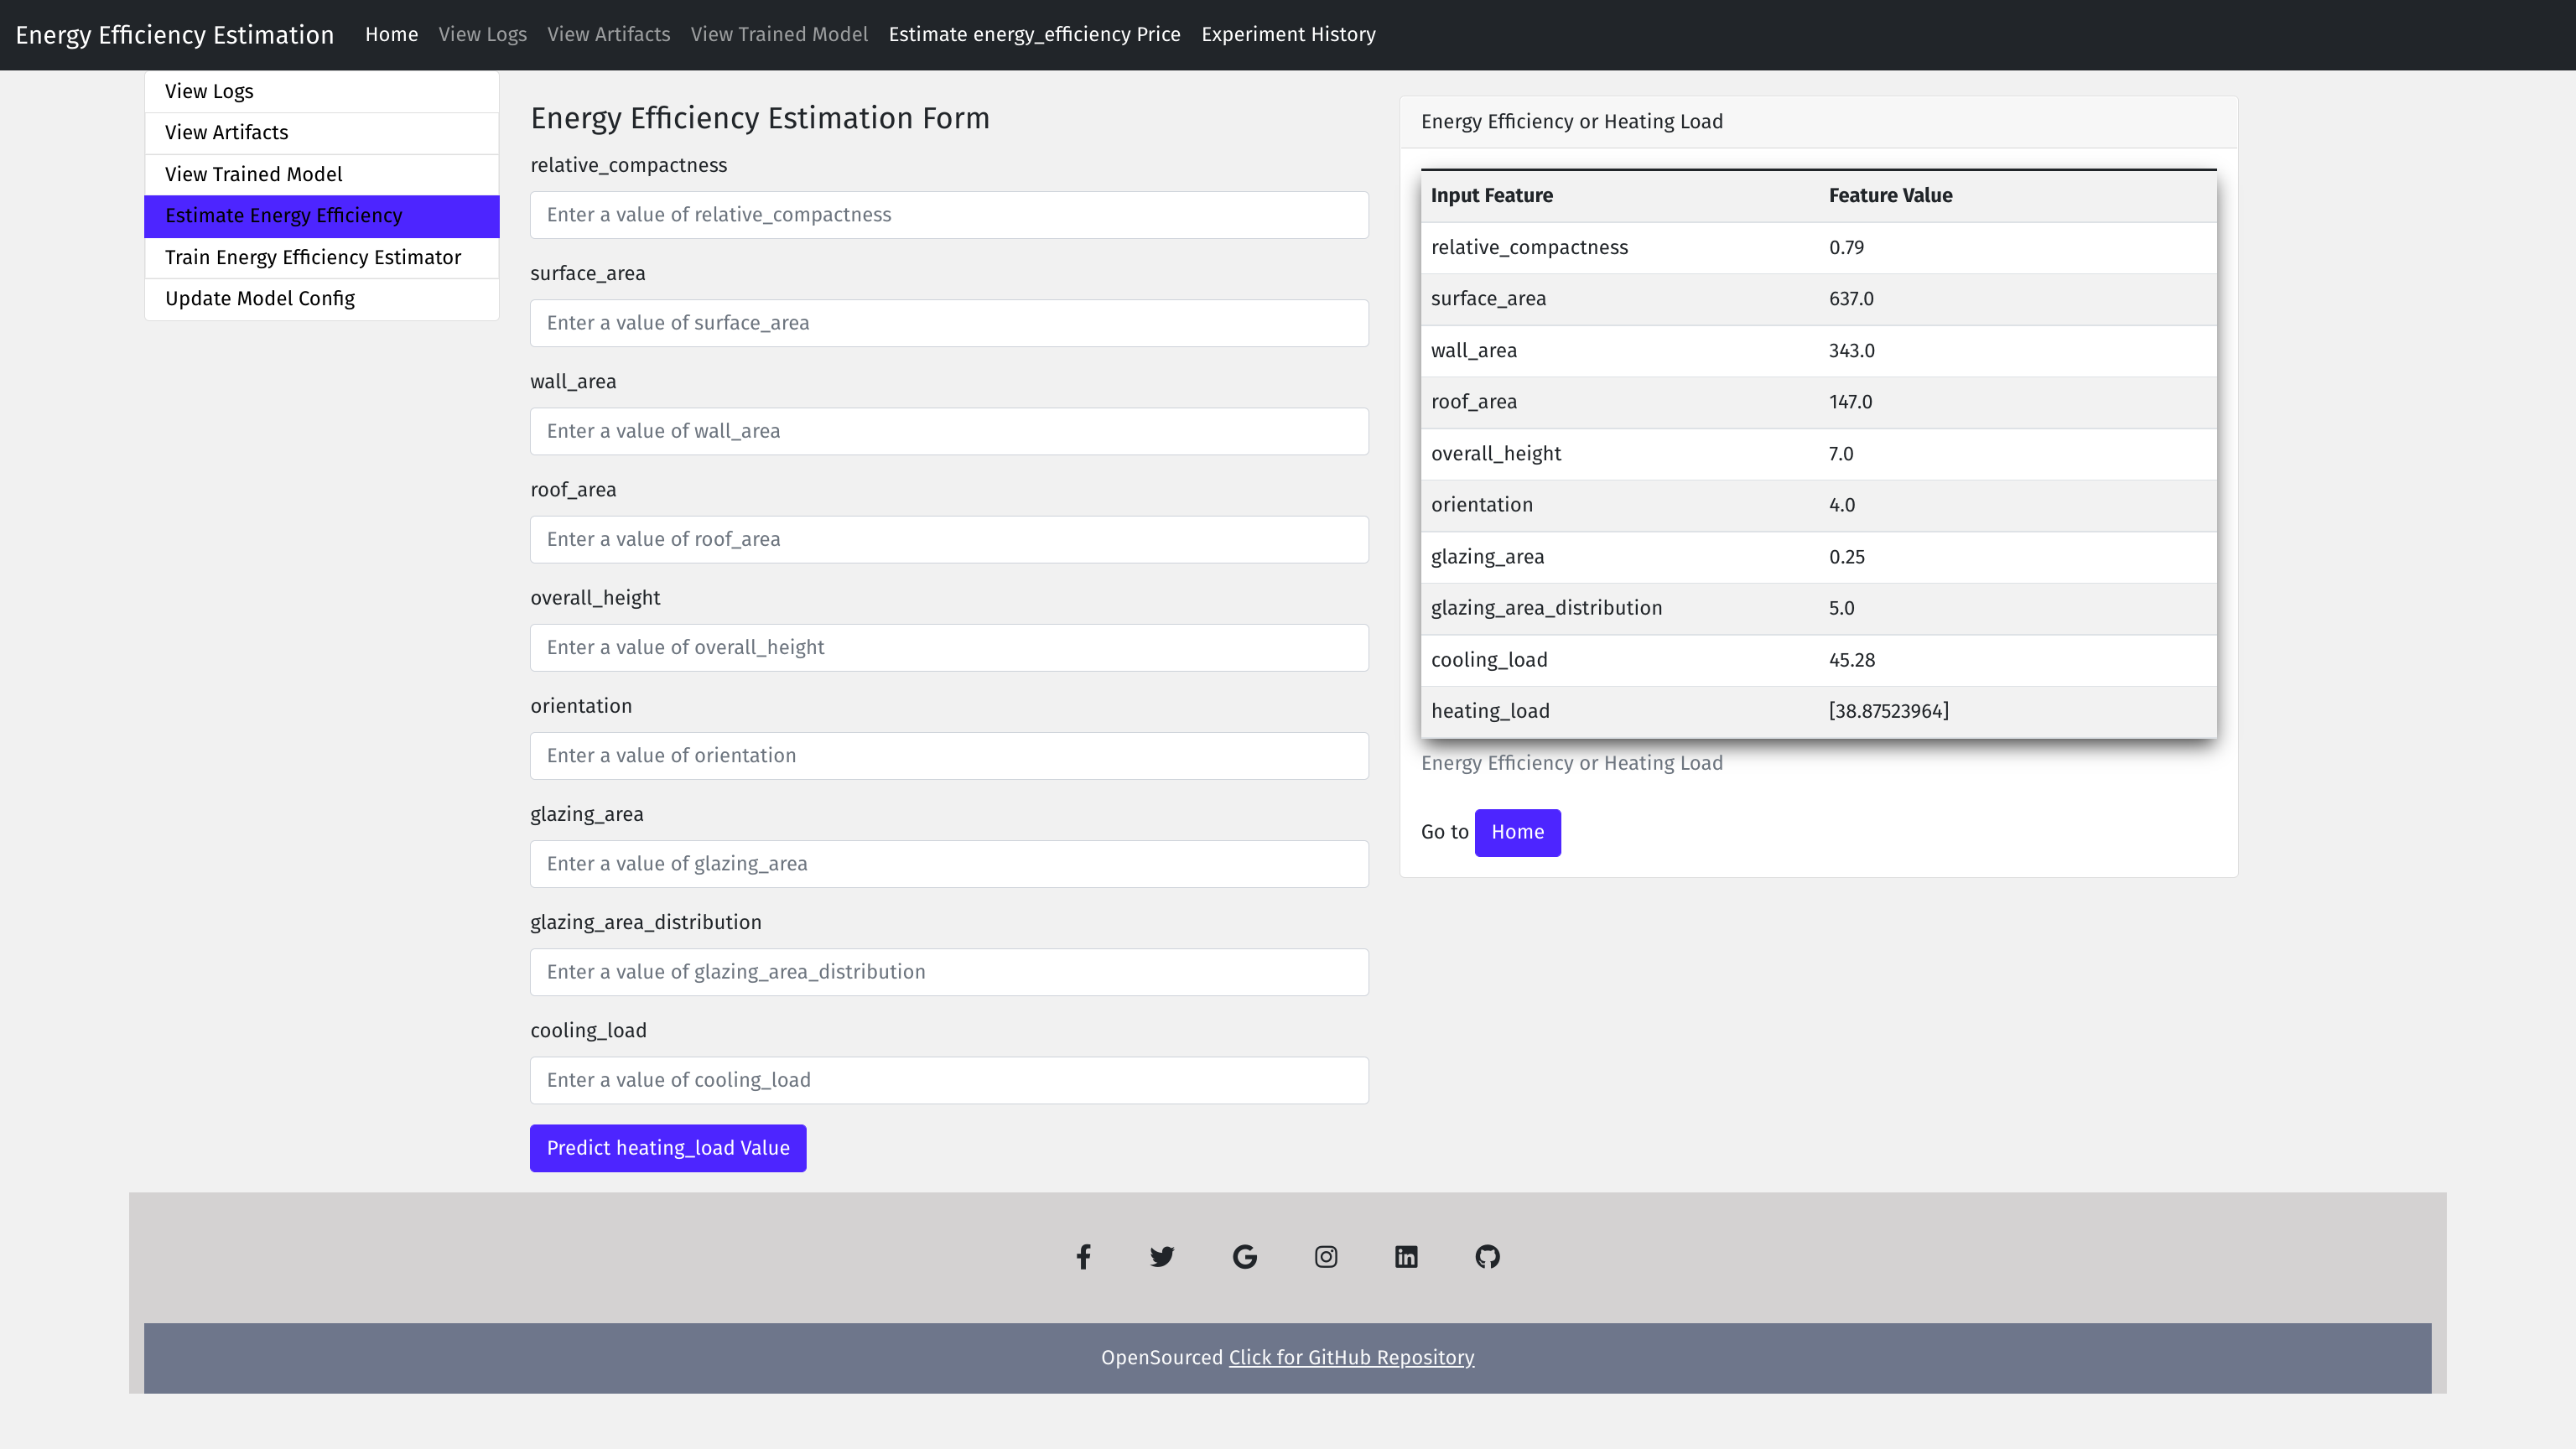 Energy Efficiency Estimation Home View Logs View Artifacts View Trained Model Estimate energy_efficiency Price Experiment History
View Logs
View Artifacts
View Trained Model
Estimate Energy Efficiency
Train Energy Efficiency Estimator
Update Model Config
Energy Efficiency Estimation Form
relative_compactness
Enter a value of relative_compactness
surface_area
Enter a value of surface_area
wall_area
Enter a value of wall_area
roof_area
Enter a value of roof_area
overall_height
Enter a value of overall_height
orientation
Enter a value of orientation
glazing_area
Enter a value of glazing_area
glazing_area_distribution
Enter a value of glazing_area_distribution
cooling_load
Enter a value of cooling_load
Predict heating_load Value
Energy Efficiency or Heating Load
Input Feature Feature Value
relative_compactness 0.79
surface_area 637.0
wall_area 343.0
roof_area 147.0
overall_height 7.0
orientation 4.0
glazing_area 0.25
glazing_area_distribution 5.0
cooling_load 45.28
heating_load [38.87523964]
Energy Efficiency or Heating Load
Go to Home
OpenSourced Click for GitHub Repository